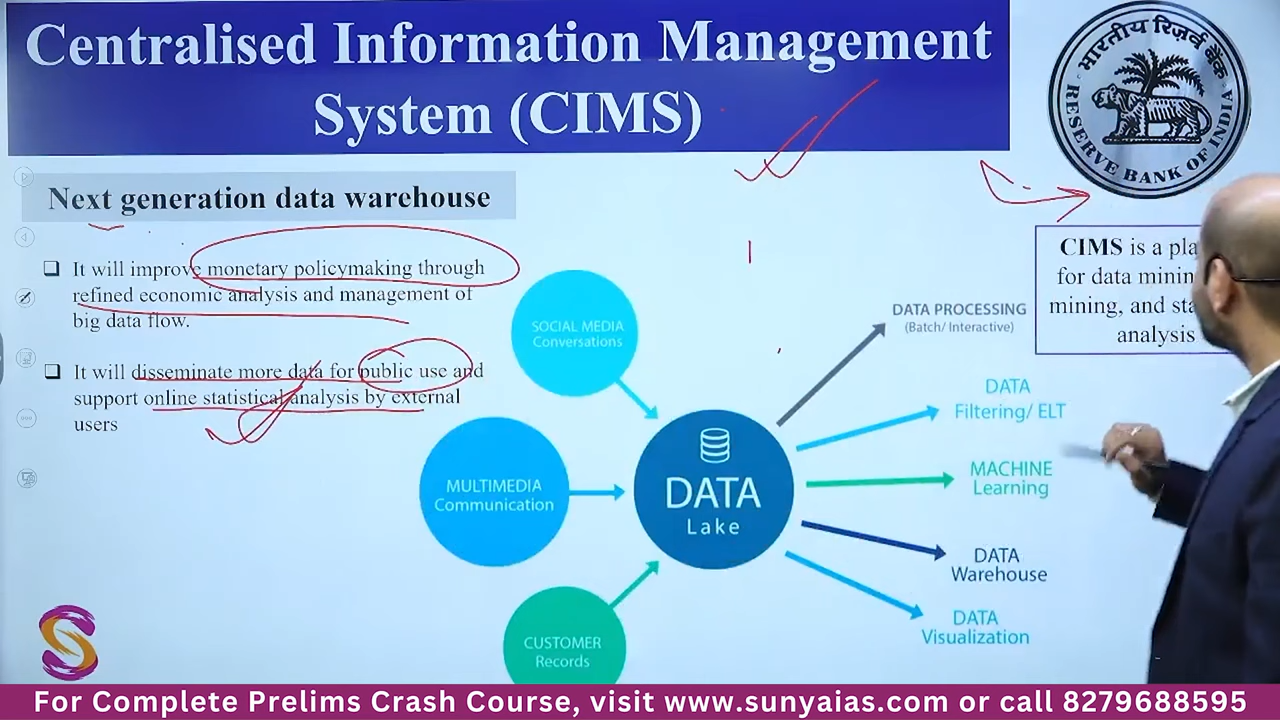 Centralised Information Management
System (CIMS)
भारतीय रिज़र्व बैंक
RESERVE BANK OF INDIA
Next generation data warehouse
It will improve monetary policymaking through
refined economic analysis and management of
big data flow.
It will disseminate more data for public use and
support online statistical analysis by external
users
CIMS is a
for data
mining, and
analysis
SOCIAL MEDIA
Conversations
MULTIMEDIA
Communication
CUSTOMER
Records
DATA
Lake
DATA PROCESSING
(Batch/ Interactive)
DATA
Filtering/ ELT
MACHINE
Learning
DATA
Warehouse
DATA
Visualization
For Complete Prelims Crash Course, visit www.sunyaias.com or call 8279688595